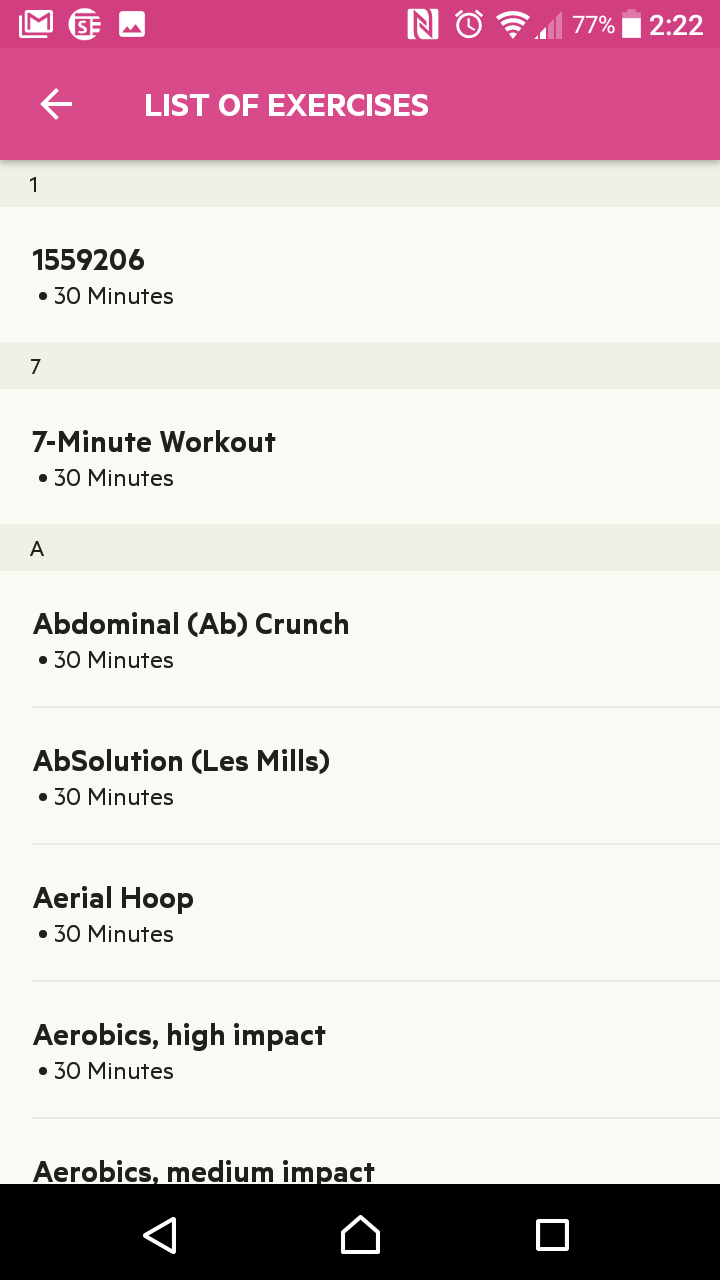 77% 2:22
LIST OF EXERCISES
1
1559206
• 30 Minutes
7
7-Minute Workout
• 30 Minutes
A
Abdominal (Ab) Crunch
• 30 Minutes
AbSolution (Les Mills)
• 30 Minutes
Aerial Hoop
• 30 Minutes
Aerobics, high impact
• 30 Minutes
Aerobics, medium impact